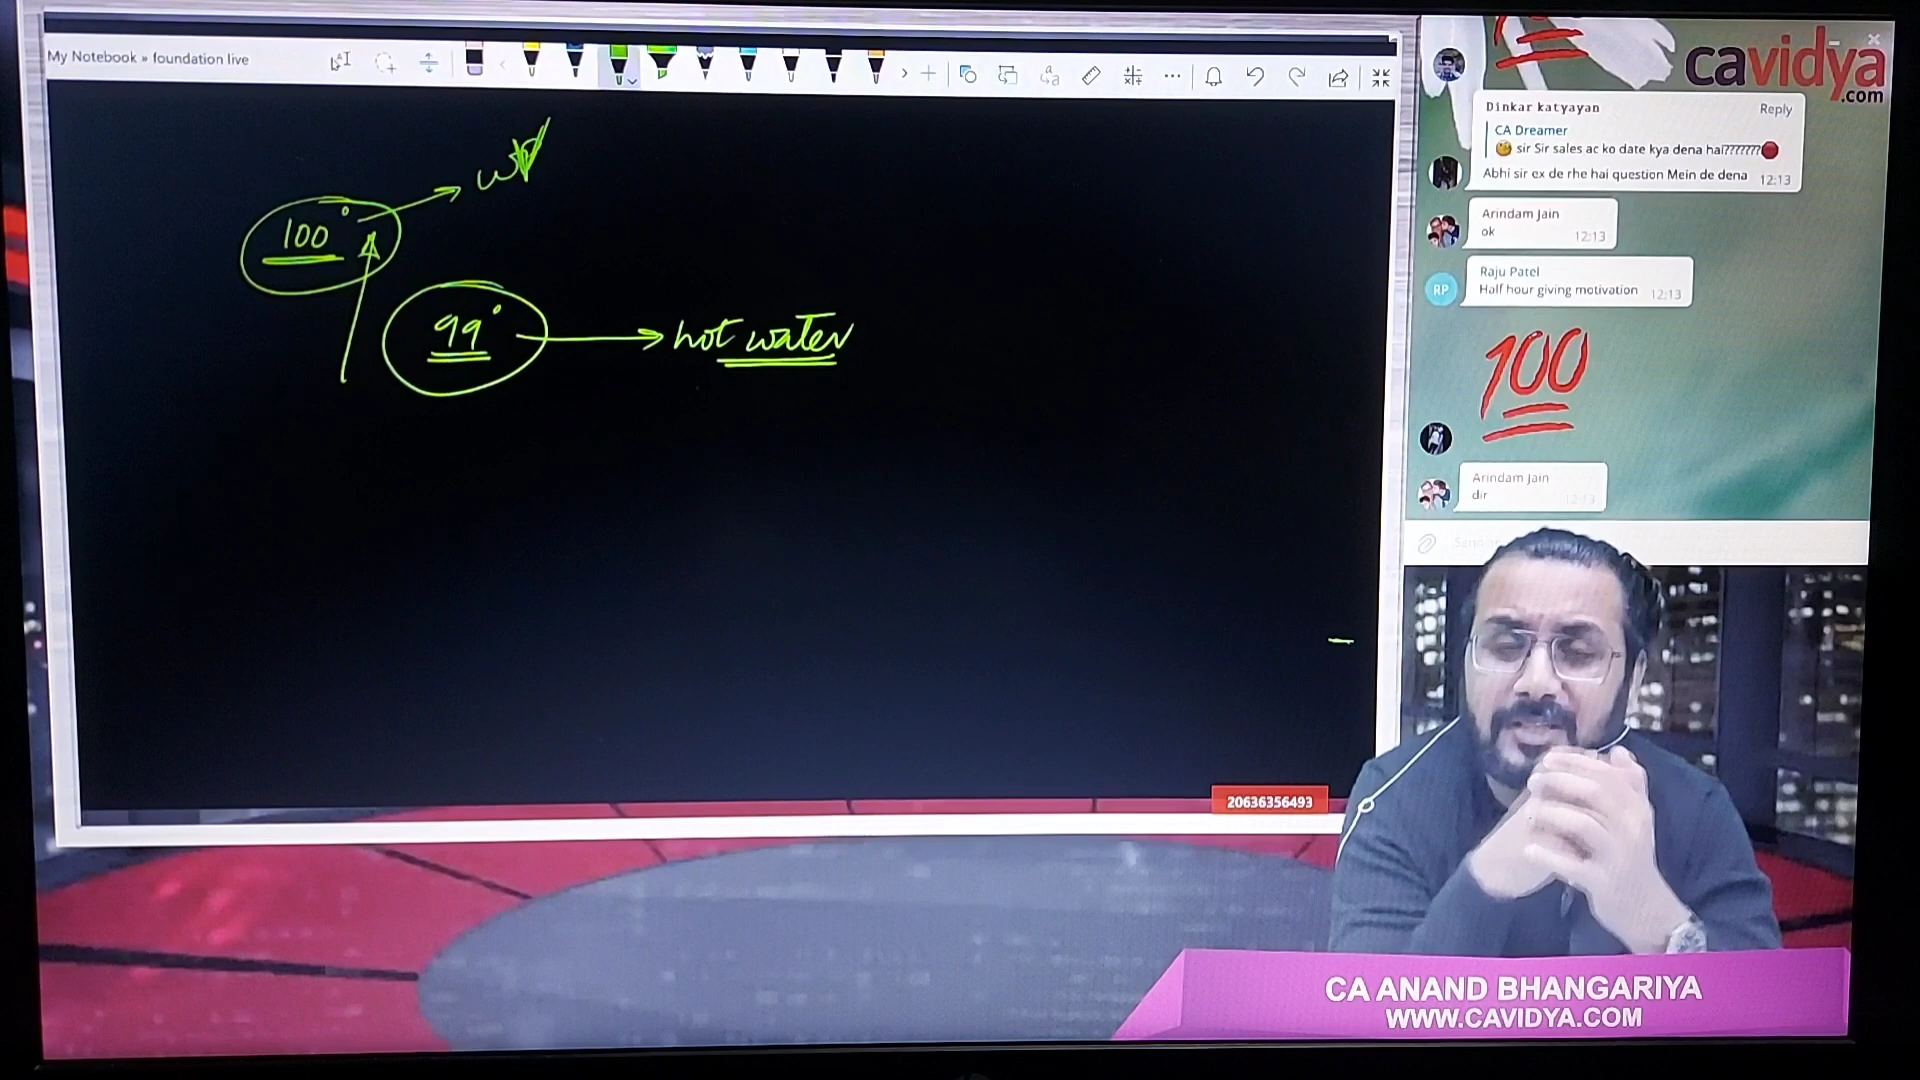 My Notebook » foundation live
100°
99° → hot water
20636356493
cavidya
.com
Dinkar katyayan
Reply
CA Dreamer
sir Sir sales ac ko date kya dena hai???????
Abhi sir ex de rhe hai question Mein de dena 12:13
Arindam Jain
ok 12:13
Raju Patel
RP
Half hour giving motivation 12:13
100
Arindam Jain
dir 12:13
CA ANAND BHANGARIYA
WWW.CAVIDYA.COM